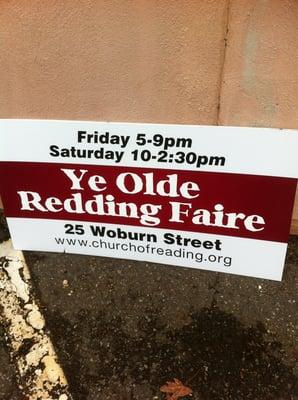 Friday 5-9pm
Saturday 10-2:30pm
Ye Olde
Redding Faire
25 Woburn Street
www.churchofreading.org